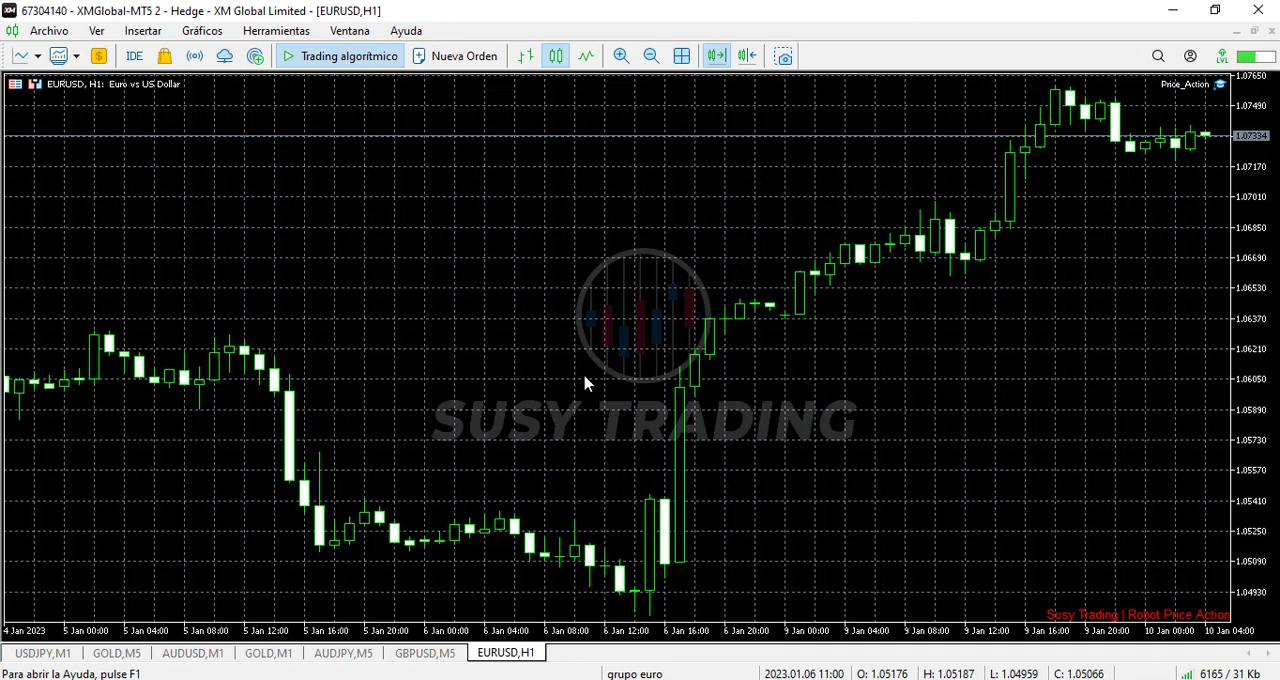 67304140 - XMGlobal-MT5 2 - Hedge - XM Global Limited - [EURUSD,H1]
Archivo Ver Insertar Gráficos Herramientas Ventana Ayuda
IDE Trading algorítmico Nueva Orden LVL
EURUSD, H1: Euro vs US Dollar
Price_Action
1.07650
1.07490
1.07334
1.07170
1.07010
1.06850
1.06690
1.06530
1.06370
1.06210
1.06050
1.05890
1.05730
1.05570
1.05410
1.05250
1.05090
1.04930
SUSY TRADING
Susy Trading | Robot Price Action
4 Jan 2023 5 Jan 00:00 5 Jan 04:00 5 Jan 08:00 5 Jan 12:00 5 Jan 16:00 5 Jan 20:00 6 Jan 00:00 6 Jan 04:00 6 Jan 08:00 6 Jan 12:00 6 Jan 16:00 6 Jan 20:00 9 Jan 00:00 9 Jan 04:00 9 Jan 08:00 9 Jan 12:00 9 Jan 16:00 9 Jan 20:00 10 Jan 00:00 10 Jan 04:00
USDJPY,M1 GOLD,M5 AUDUSD,M1 GOLD,M1 AUDJPY,M5 GBPUSD,M5 EURUSD,H1
Para abrir la Ayuda, pulse F1 grupo euro 2023.01.06 11:00 O: 1.05176 H: 1.05187 L: 1.04959 C: 1.05066 6165 / 31 Kb